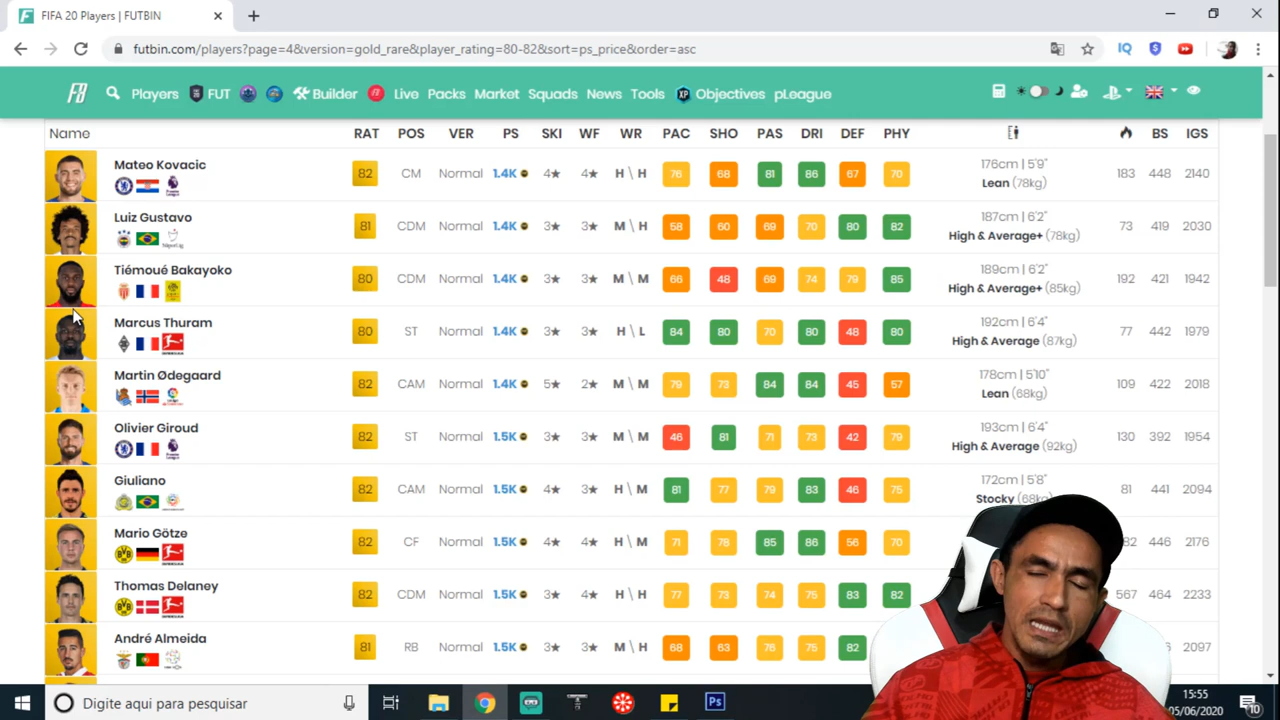 FIFA 20 Players | FUTBIN
futbin.com/players?page=4&version=gold_rare&player_rating=80-82&sort=ps_price&order=asc
Players FUT Builder Live Packs Market Squads News Tools XP Objectives pLeague
Name RAT POS VER PS SKI WF WR PAC SHO PAS DRI DEF PHY BS IGS
Mateo Kovacic 82 CM Normal 1.4K 4★ 4★ H \ H 76 68 81 86 67 70 176cm | 5'9" 183 448 2140
Lean (78kg)
Luiz Gustavo 81 CDM Normal 1.4K 3★ 3★ M \ H 58 60 69 70 80 82 187cm | 6'2" 73 419 2030
High & Average+ (78kg)
Tiémoué Bakayoko 80 CDM Normal 1.4K 3★ 3★ M \ M 66 48 69 74 79 85 189cm | 6'2" 192 421 1942
High & Average+ (85kg)
Marcus Thuram 80 ST Normal 1.4K 3★ 3★ H \ L 84 80 70 80 48 80 192cm | 6'4" 77 442 1979
High & Average (87kg)
Martin Ødegaard 82 CAM Normal 1.4K 5★ 2★ M \ M 79 73 84 84 45 57 178cm | 5'10" 109 422 2018
Lean (68kg)
Olivier Giroud 82 ST Normal 1.5K 3★ 3★ M \ M 46 81 71 73 42 79 193cm | 6'4" 130 392 1954
High & Average (92kg)
Giuliano 82 CAM Normal 1.5K 4★ 3★ H \ M 81 77 79 83 46 75 172cm | 5'8" 81 441 2094
Stocky (68kg)
Mario Götze 82 CF Normal 1.5K 4★ 4★ H \ M 71 78 85 86 56 70 446 2176
Thomas Delaney 82 CDM Normal 1.5K 3★ 4★ H \ H 77 73 74 75 83 82 567 464 2233
André Almeida 81 RB Normal 1.5K 3★ 3★ M \ H 68 63 76 75 82 2097
Digite aqui para pesquisar
15:55
05/06/2020